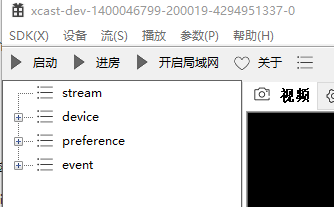 xcast-dev-1400046799-200019-4294951337-0
SDK(X) 设备 流(S) 播放 参数(P) 帮助(H)
启动 进房 开启局域网 关于
视频
stream
device
preference
event